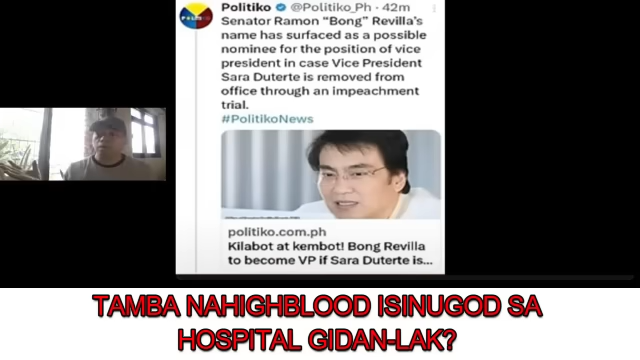 Politiko @Politiko_Ph · 42m
Senator Ramon "Bong" Revilla's
name has surfaced as a possible
nominee for the position of vice
president in case Vice President
Sara Duterte is removed from
office through an impeachment
trial.
#PolitikoNews
politiko.com.ph
Kilabot at kembot! Bong Revilla
to become VP if Sara Duterte is...
TAMBA NAHIGHBLOOD ISINUGOD SA
HOSPITAL GIDAN-LAK?